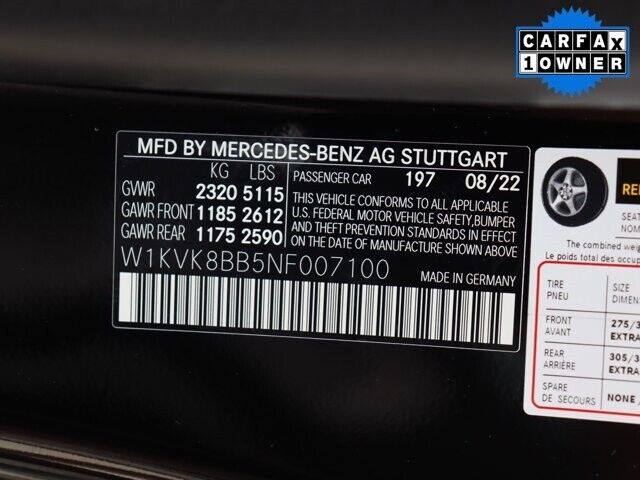 CARFAX
1 OWNER
MFD BY MERCEDES-BENZ AG STUTTGART
KG LBS
GVWR 2320 5115
GAWR FRONT 1185 2612
GAWR REAR 1175 2590
PASSENGER CAR 197 08/22
THIS VEHICLE CONFORMS TO ALL APPLICABLE
U.S. FEDERAL MOTOR VEHICLE SAFETY,BUMPER
AND THEFT PREVENTION STANDARDS IN EFFECT
ON THE DATE OF MANUFACTURE SHOWN ABOVE.
W1KVK8BB5NF007100
MADE IN GERMANY
The combined
Le poids total des
TIRE
PNEU
SIZE
FRONT
AVANT
275/3
EXTRA
REAR
ARRIÈRE
305/3
EXTRA
SPARE
DE SECOURS
NONE